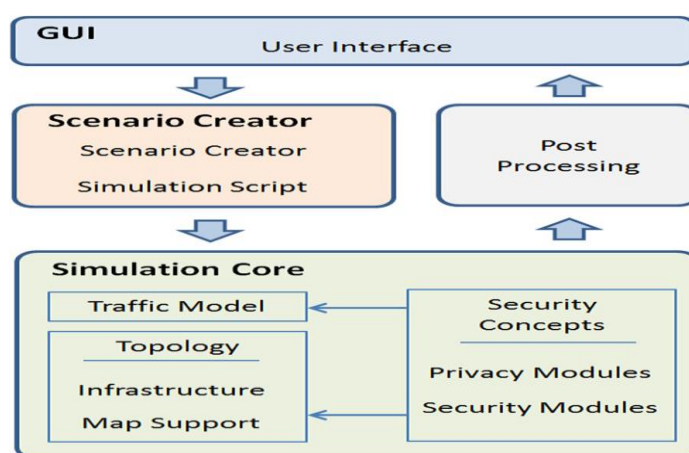 GUI
User Interface
Scenario Creator
Scenario Creator
Simulation Script
Post
Processing
Simulation Core
Traffic Model
Topology
Infrastructure
Map Support
Security
Concepts
Privacy Modules
Security Modules